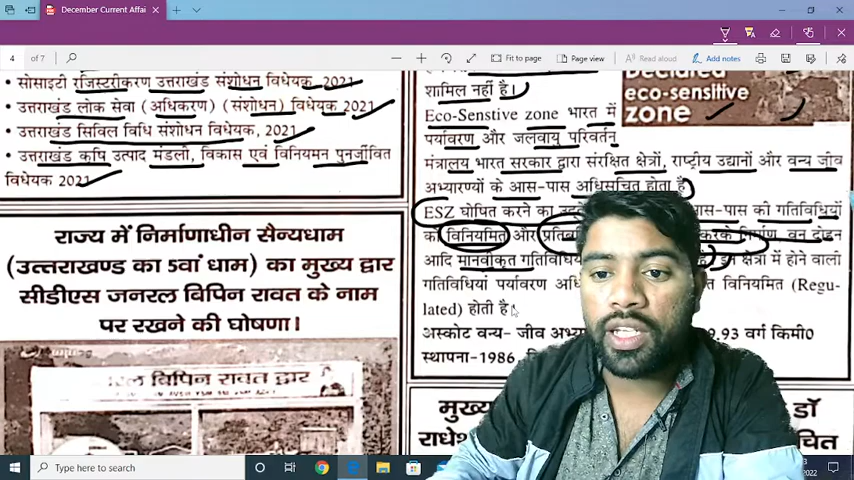 December Current Affai
4 of 7
Fit to page
Page view
Read aloud
Add notes
सोसाइटी रजिस्टरीकरण उत्तराखंड संशोधन विधेयक 2021
उत्तराखंड लोक सेवा (अधिकरण) (संशोधन) विधेयक 2021
उत्तराखंड सिविल विधि संशोधन विधेयक, 2021
उत्तराखंड कृषि उत्पाद मंडली, विकास एवं विनियमन पुनर्जीवित
विधेयक 2021
राज्य में निर्माणाधीन सैन्यधाम
(उत्तराखण्ड का 5वां धाम) का मुख्य द्वार
सीडीएस जनरल विपिन रावत के नाम
पर रखने की घोषणा।
जनरल विपिन रावत द्वार
शामिल नहीं है।
Eco-Senstive zone भारत में
पर्यावरण और जलवायु परिवर्तन
मंत्रालय भारत सरकार द्वारा संरक्षित क्षेत्रों, राष्ट्रीय उद्यानों और वन्य जीव
अभ्यारण्यों के आस-पास अधिसूचित होता है
ESZ घोषित करने का आस-पास की गतिविधियों
को विनियमित और करके निर्माण, वन दोहन
आदि मानवीकृत इन क्षेत्रों में होने वाली
गतिविधियां पर्यावरण विनियमित (Regu-
lated) होती है।
अस्कोट वन्य- जीव 9.93 वर्ग किमी0
स्थापना-1986,
Declared
eco-sensitive
zone
डॉ
Type here to search
2022